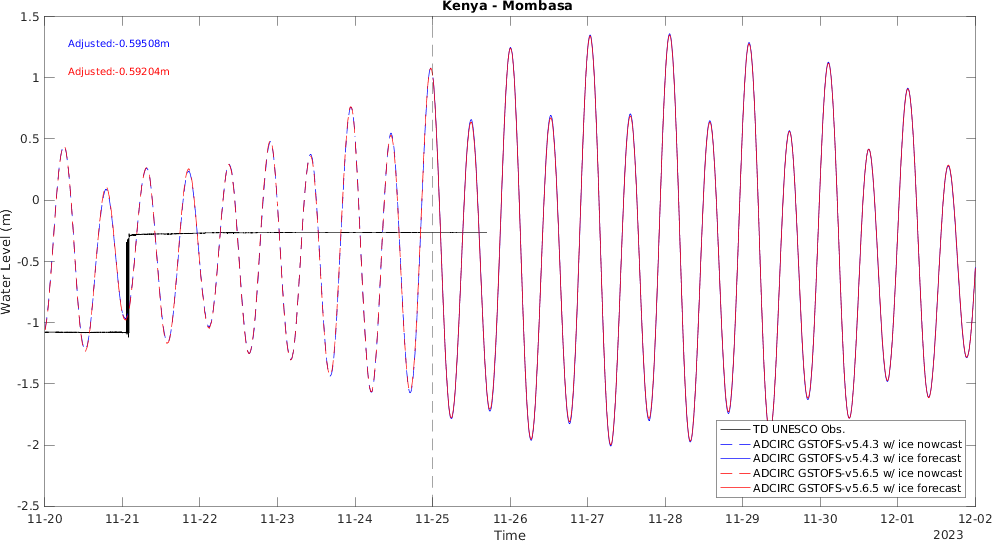 Kenya - Mombasa
Adjusted:-0.59508m
Adjusted:-0.59204m
Water Level (m)
1.5
1
0.5
0
-0.5
-1
-1.5
-2
-2.5
TD UNESCO Obs.
ADCIRC GSTOFS-v5.4.3 w/ ice nowcast
ADCIRC GSTOFS-v5.4.3 w/ ice forecast
ADCIRC GSTOFS-v5.6.5 w/ ice nowcast
ADCIRC GSTOFS-v5.6.5 w/ ice forecast
11-20 11-21 11-22 11-23 11-24 11-25 11-26 11-27 11-28 11-29 11-30 12-01 12-02
Time
2023